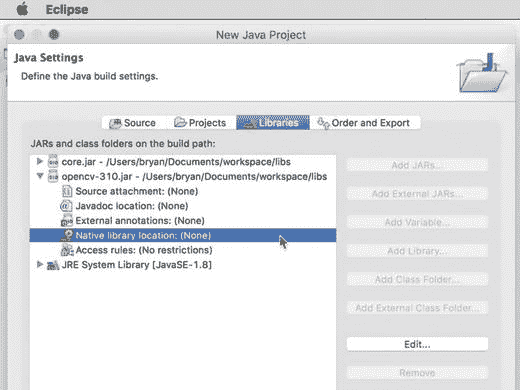 Eclipse
New Java Project
Java Settings
Define the Java build settings.
Source
Projects
Libraries
Order and Export
JARs and class folders on the build path:
core.jar - /Users/bryan/Documents/workspace/libs
opencv-310.jar - /Users/bryan/Documents/workspace/libs
Source attachment: (None)
Javadoc location: (None)
External annotations: (None)
Native library location: (None)
Access rules: (No restrictions)
JRE System Library [JavaSE-1.8]
Add JARs...
Add External JARs...
Add Variable...
Add Library...
Add Class Folder...
Add External Class Folder...
Edit...
Remove